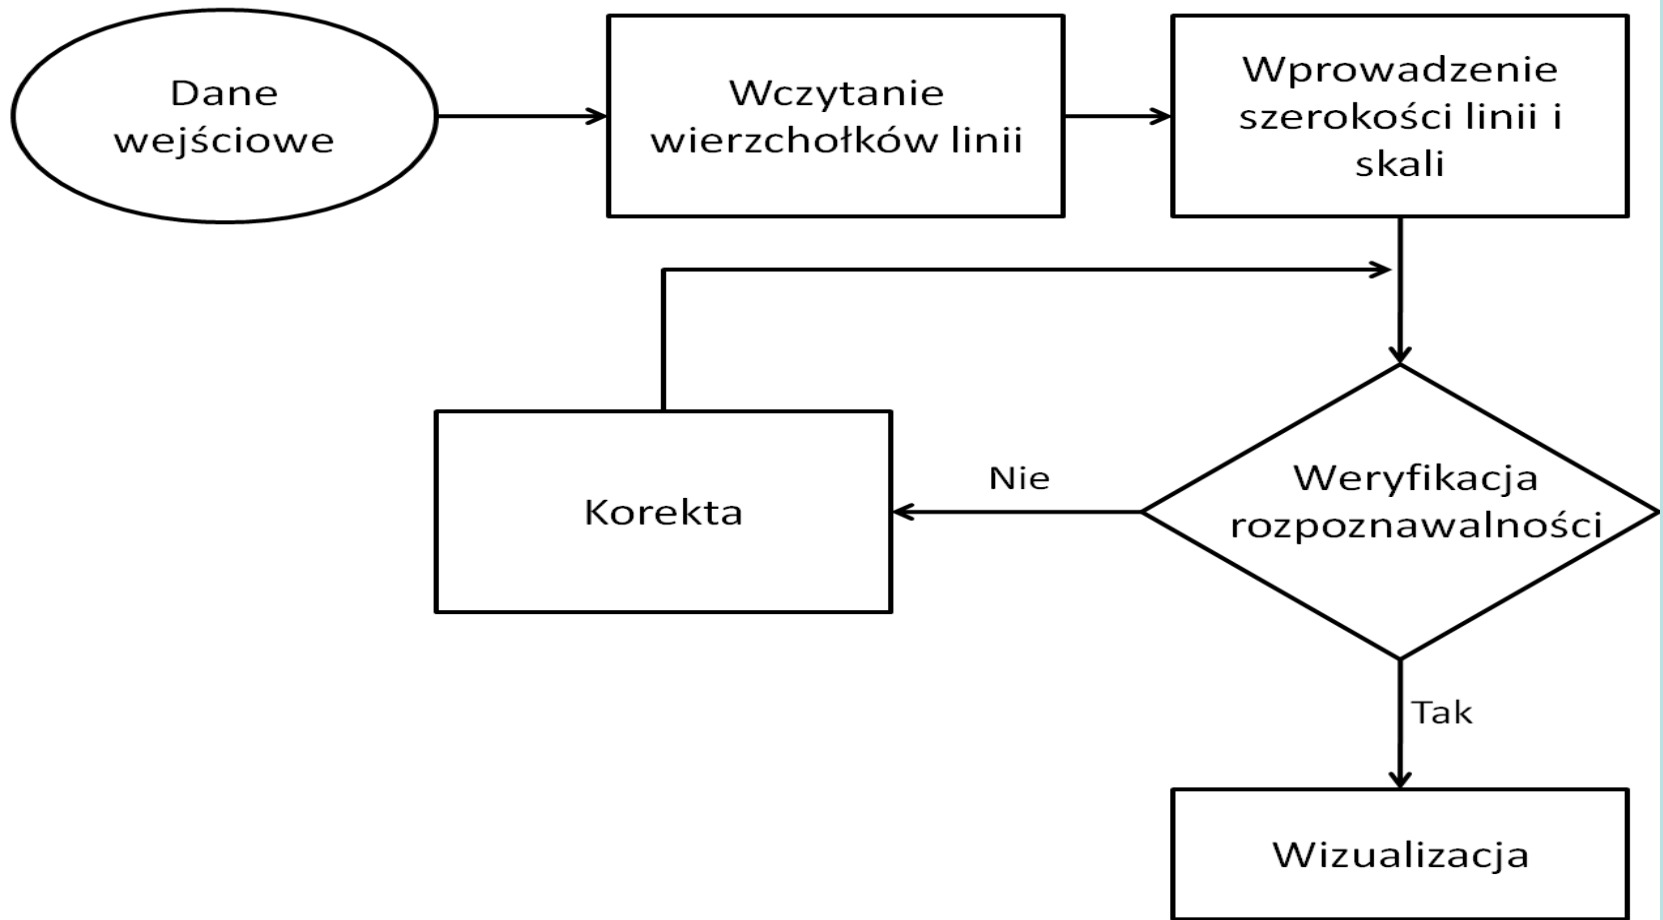 Dane
wejściowe
Wczytanie
wierzchołków linii
Wprowadzenie
szerokości linii i
skali
Weryfikacja
rozpoznawalności
Nie
Korekta
Tak
Wizualizacja